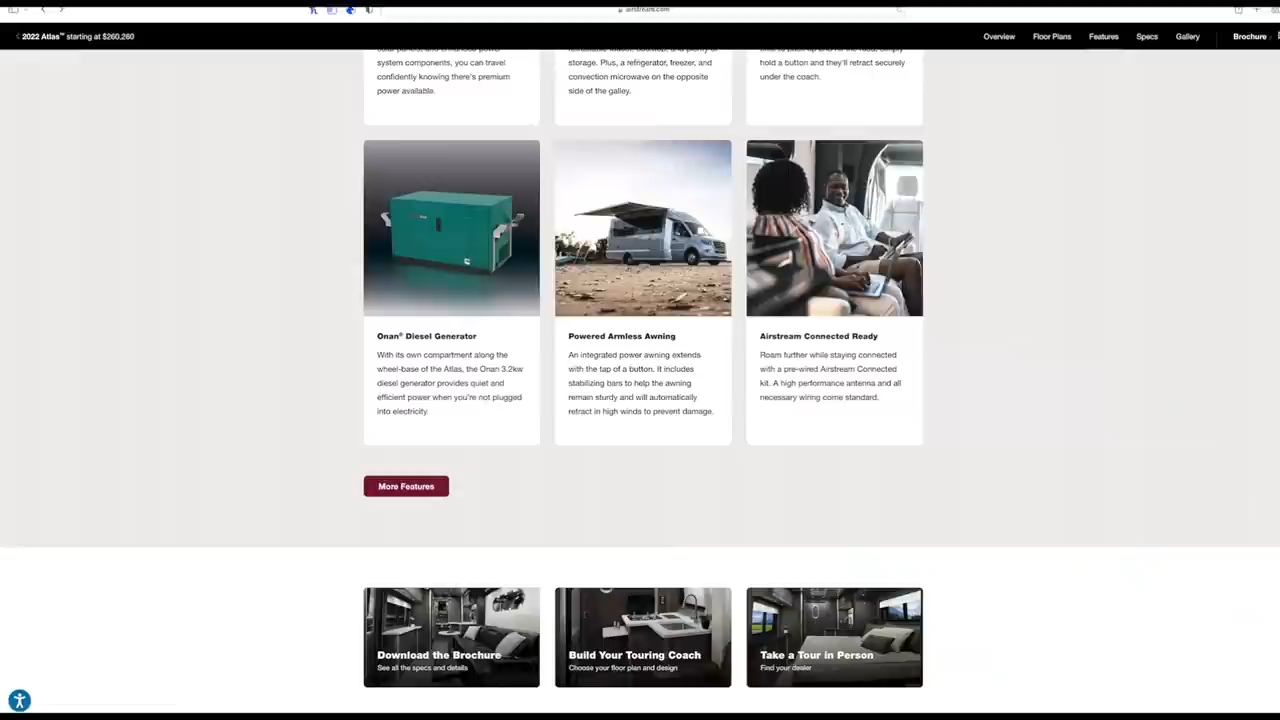 airstream.com
2022 Atlas™ starting at $260,260
Overview
Floor Plans
Features
Specs
Gallery
Brochure
system components, you can travel
confidently knowing there's premium
power available.
storage. Plus, a refrigerator, freezer, and
convection microwave on the opposite
side of the galley.
hold a button and they'll retract securely
under the coach.
Onan® Diesel Generator
With its own compartment along the
wheel-base of the Atlas, the Onan 3.2kw
diesel generator provides quiet and
efficient power when you're not plugged
into electricity.
Powered Armless Awning
An integrated power awning extends
with the tap of a button. It includes
stabilizing bars to help the awning
remain sturdy and will automatically
retract in high winds to prevent damage.
Airstream Connected Ready
Roam further while staying connected
with a pre-wired Airstream Connected
kit. A high performance antenna and all
necessary wiring come standard.
More Features
Download the Brochure
See all the specs and details
Build Your Touring Coach
Choose your floor plan and design
Take a Tour in Person
Find your dealer